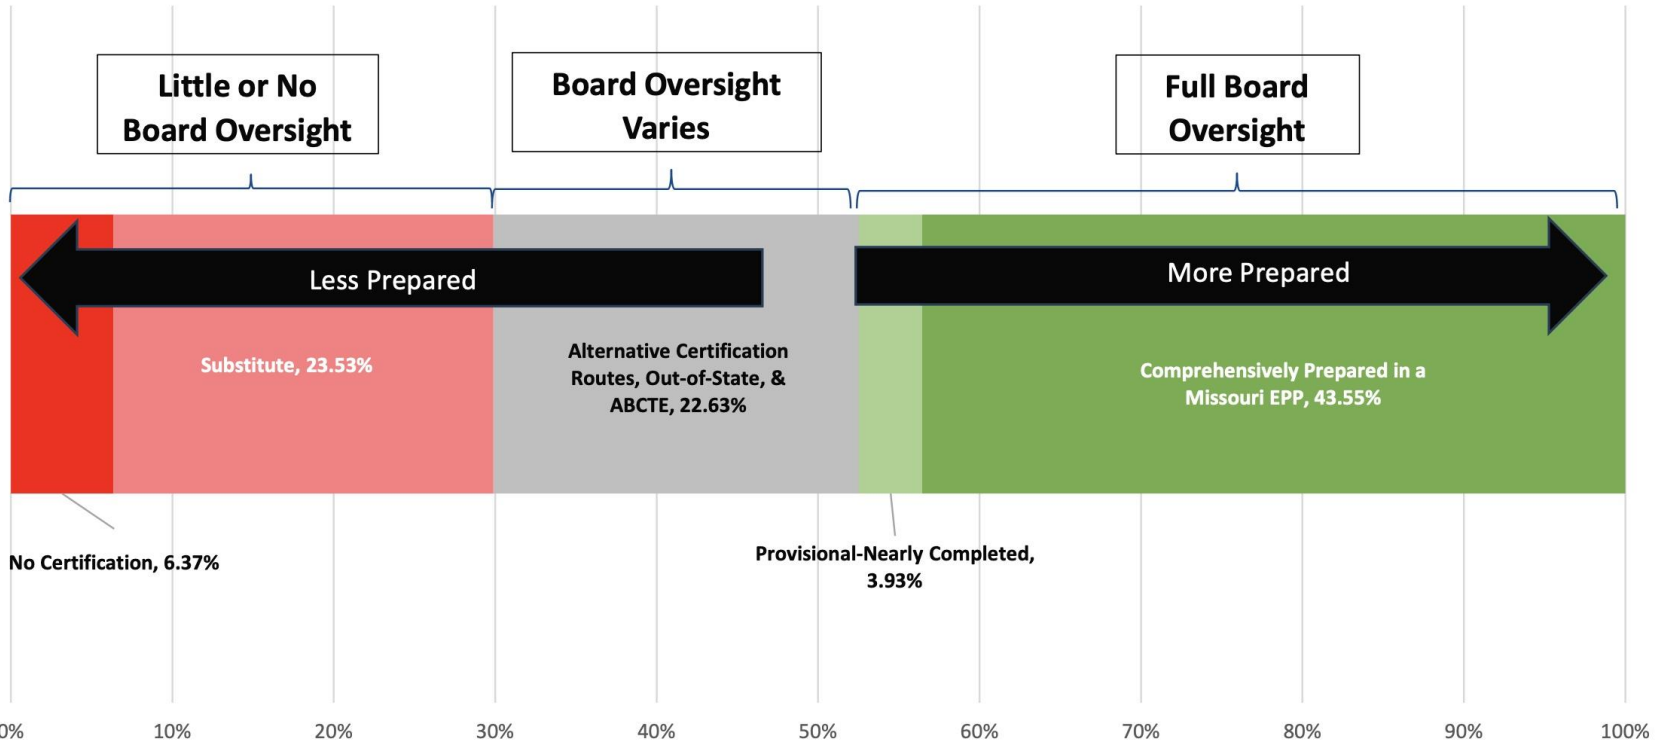 Little or No
Board Oversight
Board Oversight
Varies
Full Board
Oversight
Less Prepared
More Prepared
Substitute, 23.53%
Alternative Certification
Routes, Out-of-State, &
ABCTE, 22.63%
Comprehensively Prepared in a
Missouri EPP, 43.55%
No Certification, 6.37%
Provisional-Nearly Completed,
3.93%
0% 10% 20% 30% 40% 50% 60% 70% 80% 90% 100%